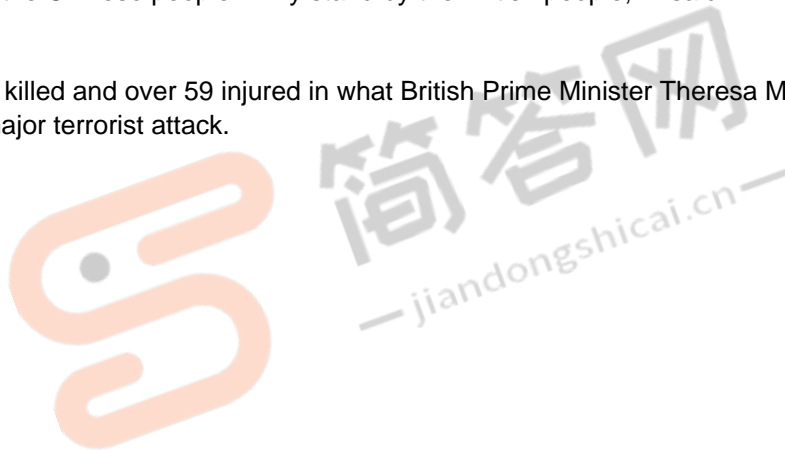 killed and over 59 injured in what British Prime Minister Theresa M
ajor terrorist attack.
简答网
jiandongshicai.cn